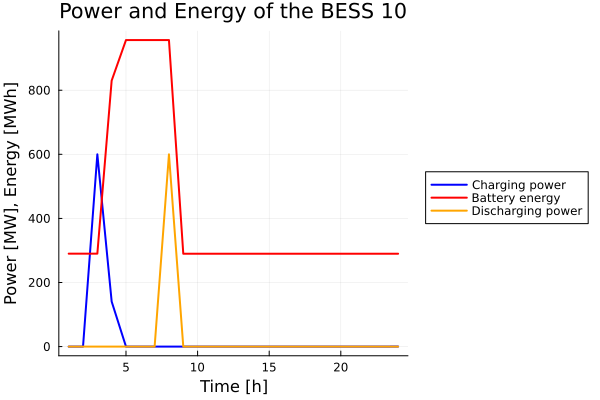 Power and Energy of the BESS 10
Power [MW], Energy [MWh]
800
600
400
200
0
5
10
15
20
Time [h]
Charging power
Battery energy
Discharging power